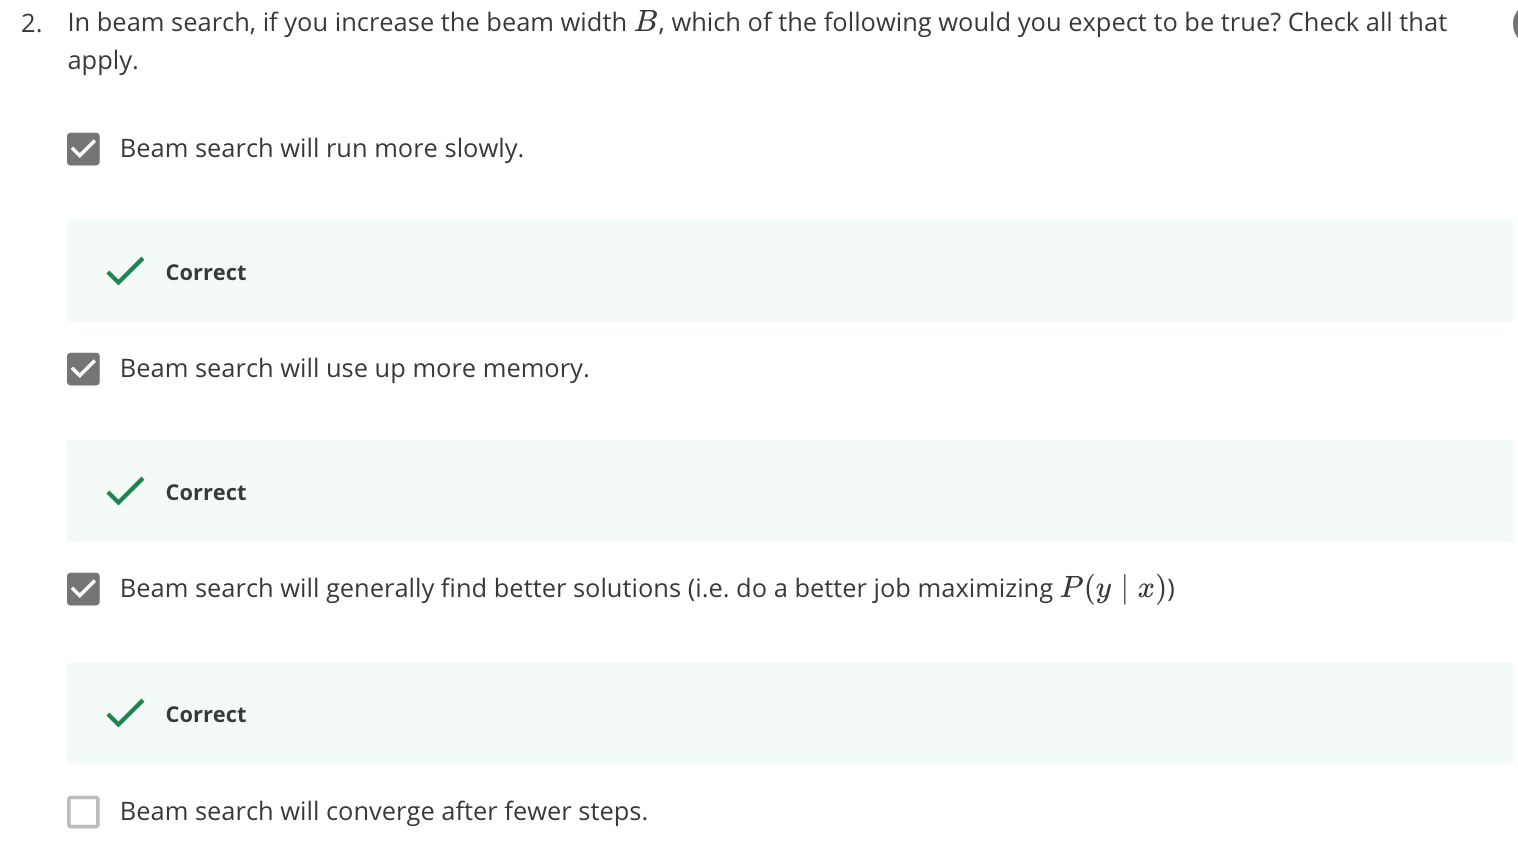 2. In beam search, if you increase the beam width B, which of the following would you expect to be true? Check all that
apply.
Beam search will run more slowly.
Correct
Beam search will use up more memory.
Correct
Beam search will generally find better solutions (i.e. do a better job maximizing P(y | x))
Correct
Beam search will converge after fewer steps.